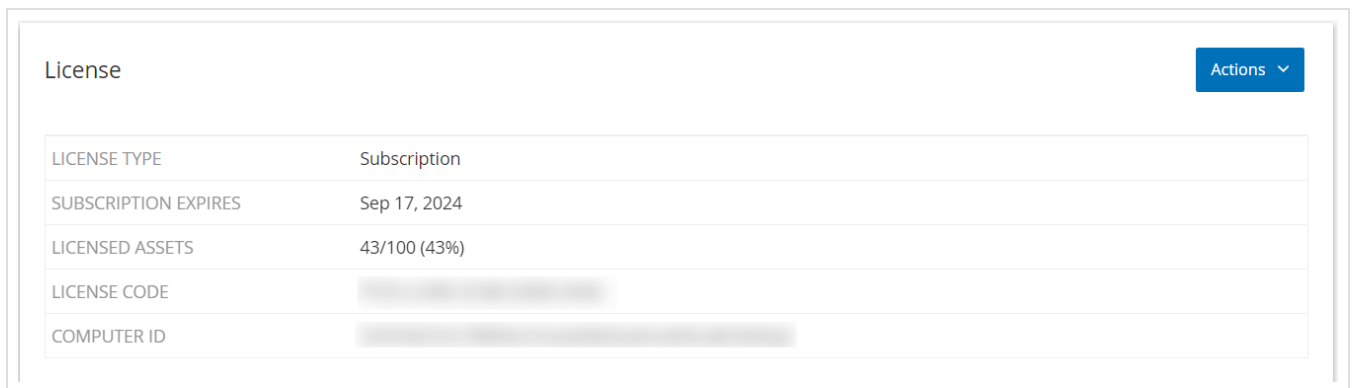 License
Actions
LICENSE TYPE Subscription
SUBSCRIPTION EXPIRES Sep 17, 2024
LICENSED ASSETS 43/100 (43%)
LICENSE CODE
COMPUTER ID